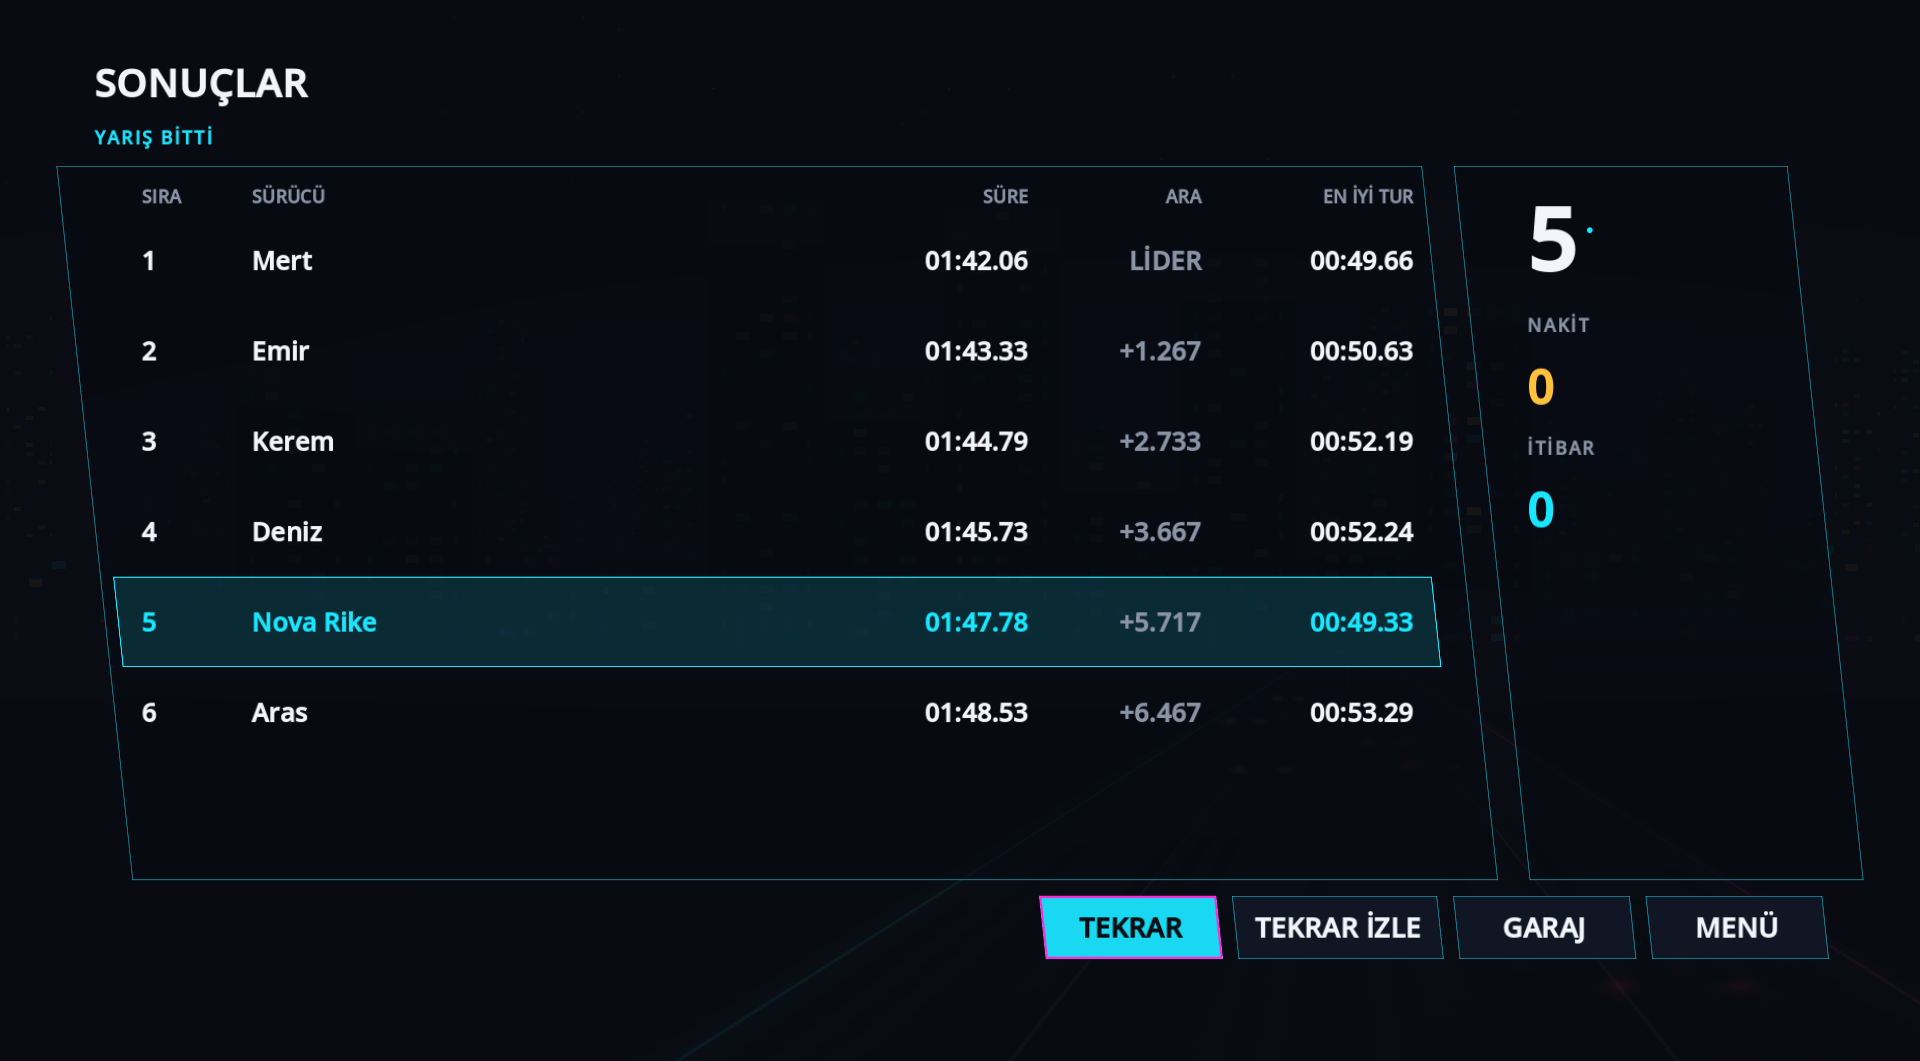 SONUÇLAR
YARIŞ BİTTİ
SIRA SÜRÜCÜ SÜRE ARA EN İYİ TUR
1 Mert 01:42.06 LİDER 00:49.66
2 Emir 01:43.33 +1.267 00:50.63
3 Kerem 01:44.79 +2.733 00:52.19
4 Deniz 01:45.73 +3.667 00:52.24
5 Nova Rike 01:47.78 +5.717 00:49.33
6 Aras 01:48.53 +6.467 00:53.29
5.
NAKİT
0
İTİBAR
0
TEKRAR TEKRAR İZLE GARAJ MENÜ